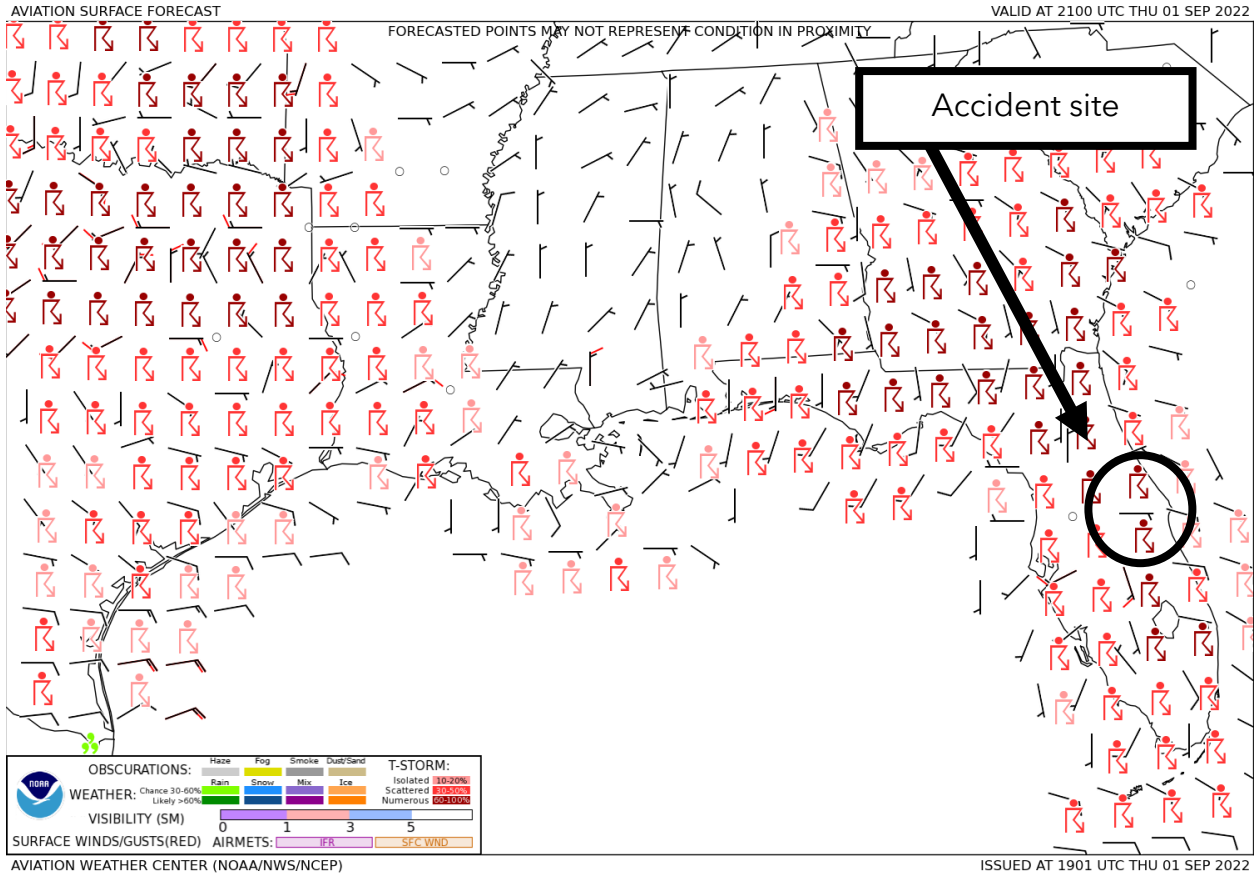 AVIATION SURFACE FORECAST
VALID AT 2100 UTC THU 01 SEP 2022
FORECASTED POINTS MAY NOT REPRESENT CONDITION IN PROXIMITY
Accident site
OBSCURATIONS: Haze Fog Smoke Dust/Sand
T-STORM:
Rain Snow Mix Ice
WEATHER: Chance 30-60%
Likely >60%
Isolated 10-20%
Scattered 30-50%
Numerous 60-100%
VISIBILITY (SM)
0 1 3 5
SURFACE WINDS/GUSTS(RED) AIRMETS: IFR SFC WND
NOAA
AVIATION WEATHER CENTER (NOAA/NWS/NCEP)
ISSUED AT 1901 UTC THU 01 SEP 2022